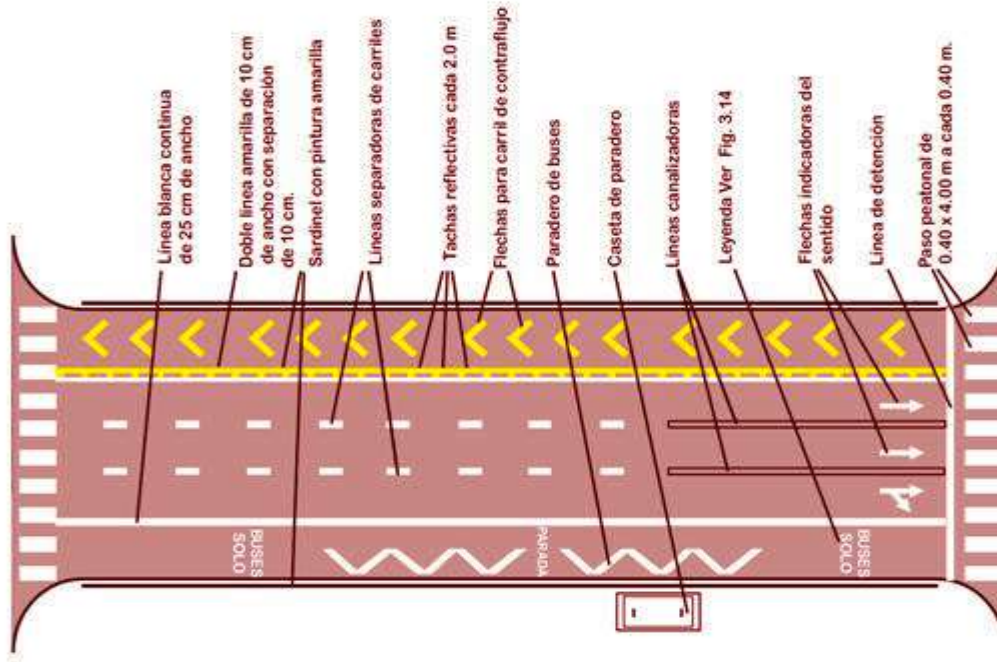 Línea blanca continua
de 25 cm de ancho
Doble línea amarilla de 10 cm
de ancho con separación
de 10 cm.
Sardinel con pintura amarilla
Líneas separadoras de carriles
Tachas reflectivas cada 2.0 m
Flechas para carril de contraflujo
Paradero de buses
Caseta de paradero
Líneas canalizadoras
Leyenda Ver Fig. 3.14
Flechas indicadoras del
sentido
Línea de detención
Paso peatonal de
0.40 x 4.00 m a cada 0.40 m.
BUSES
SOLO
PARADA
BUSES
SOLO